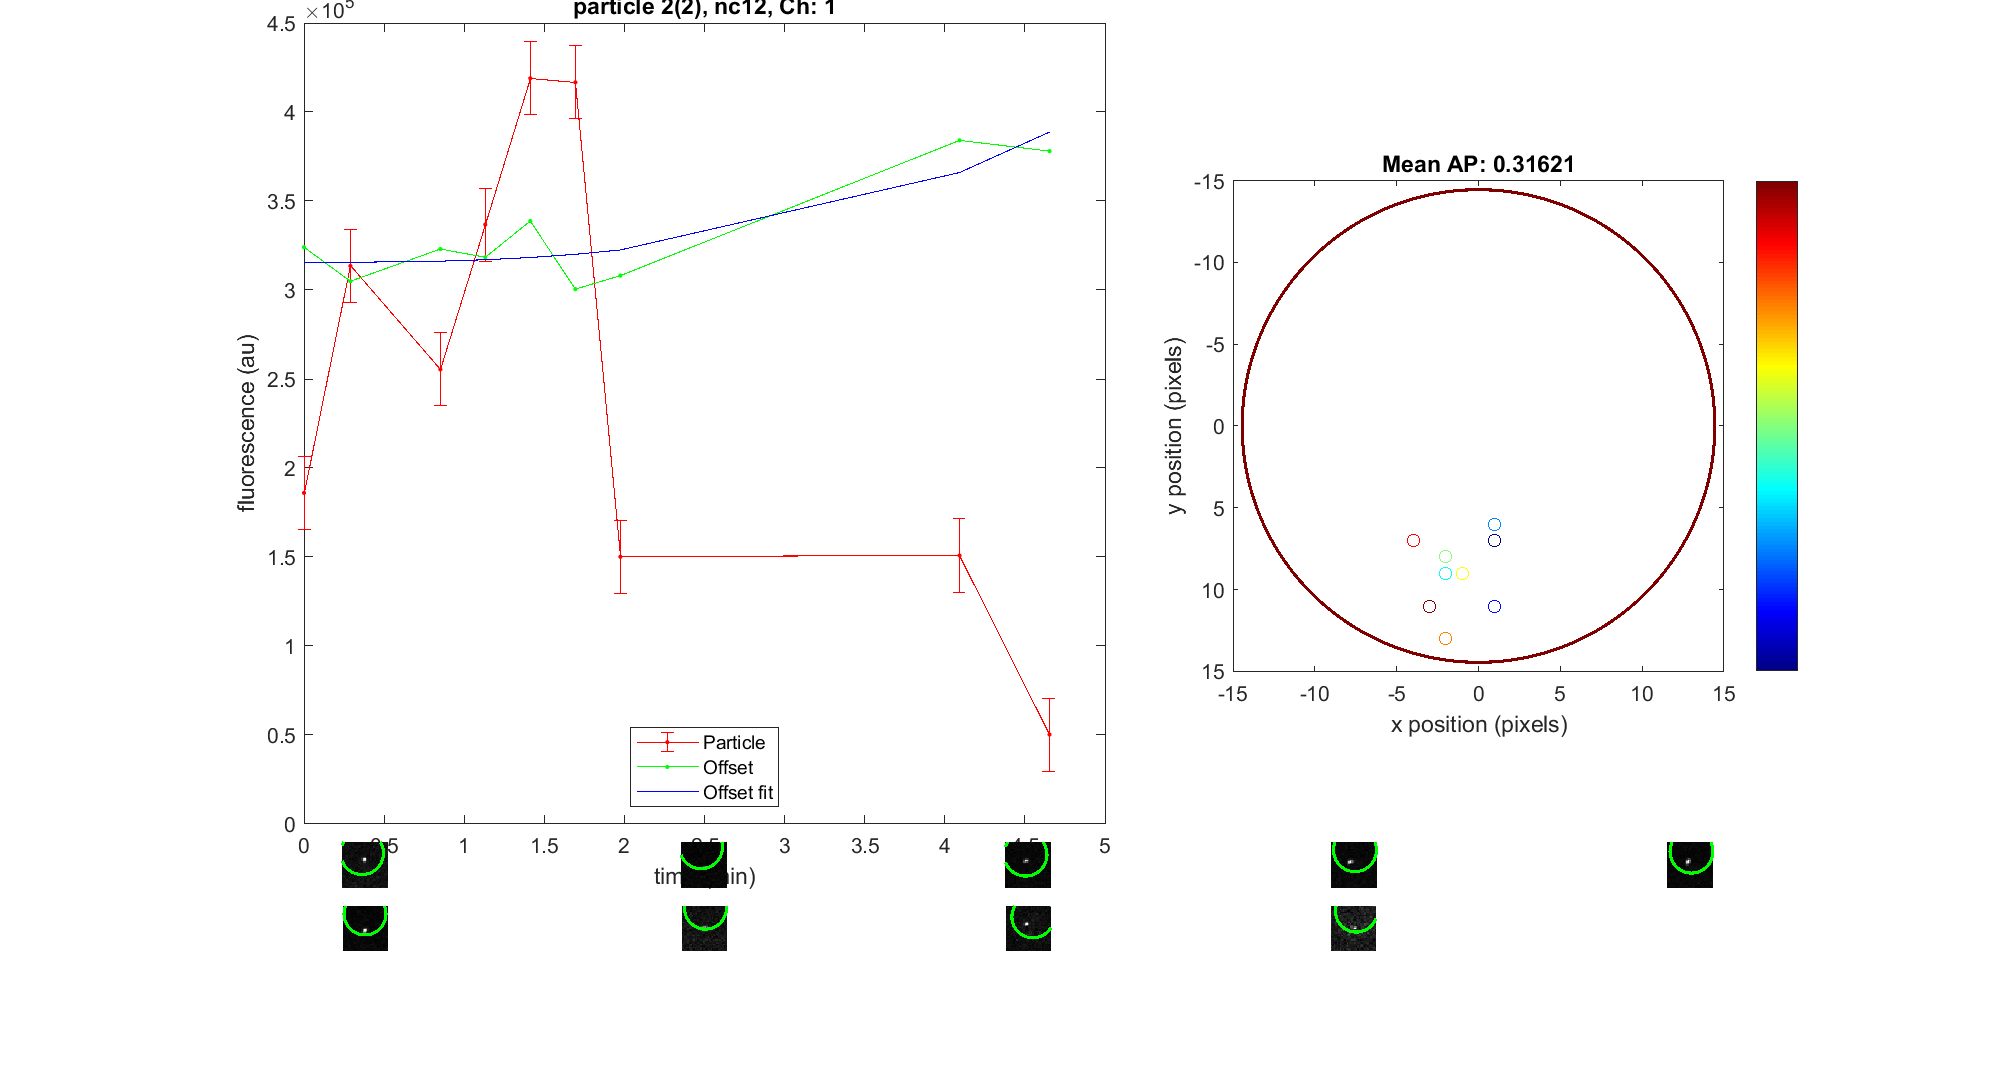 particle 2(2), nc12, Ch: 1
×10⁵
4.5
4
3.5
3
2.5
2
1.5
1
0.5
0
fluorescence (au)
Particle
Offset
Offset fit
0 1 1.5 2 3 3.5 4 5
Mean AP: 0.31621
-15
-10
-5
0
5
10
15
y position (pixels)
-15 -10 -5 0 5 10 15
x position (pixels)